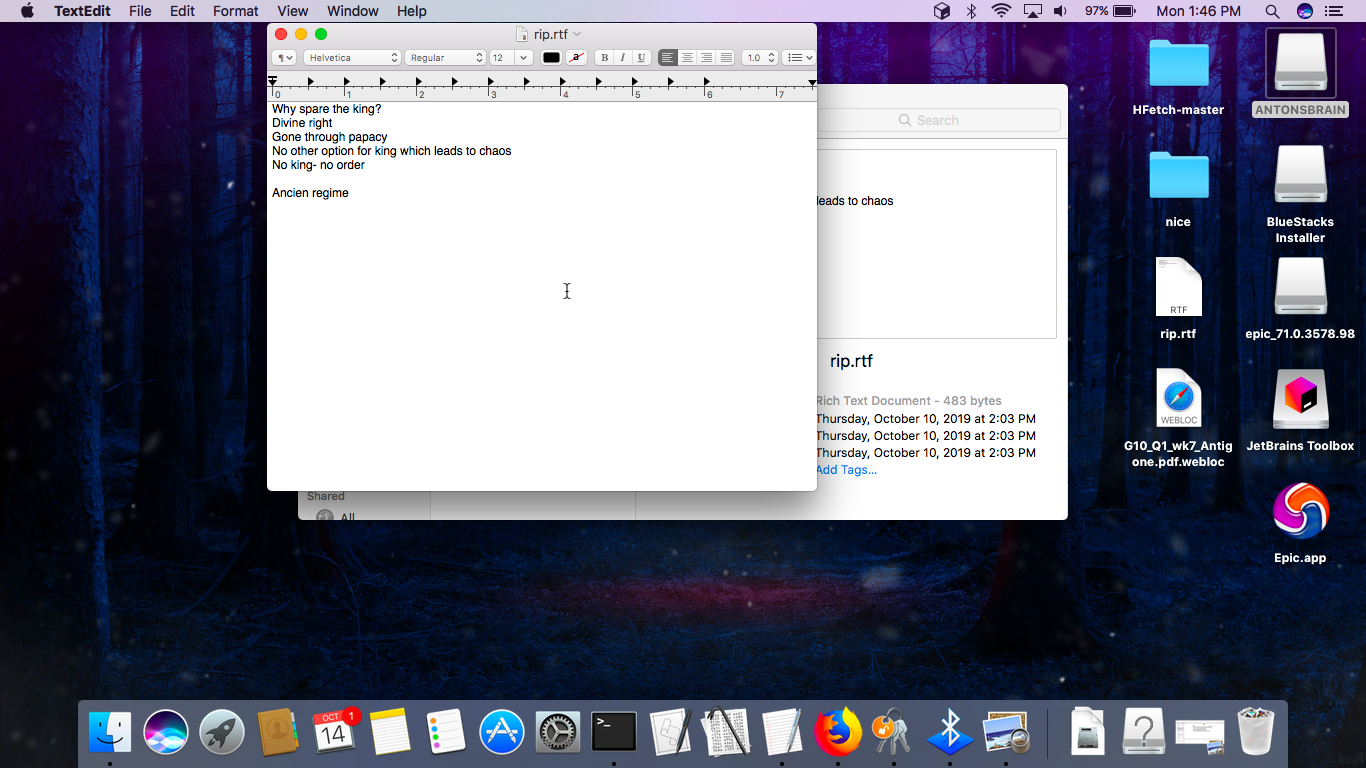 TextEdit File Edit Format View Window Help 97% Mon 1:46 PM
rip.rtf
¶ Helvetica Regular 12 a B I U 1.0
0 1 2 3 4 5 6 7
Why spare the king?
Divine right
Gone through papacy
No other option for king which leads to chaos
No king- no order
Ancien regime
Search
leads to chaos
rip.rtf
Rich Text Document - 483 bytes
Thursday, October 10, 2019 at 2:03 PM
Thursday, October 10, 2019 at 2:03 PM
Thursday, October 10, 2019 at 2:03 PM
Add Tags...
Shared
All
HFetch-master
ANTONSBRAIN
nice
BlueStacks
Installer
RTF
rip.rtf
epic_71.0.3578.98
WEBLOC
G10_Q1_wk7_Antig
one.pdf.webloc
JetBrains Toolbox
Epic.app
OCT
1
14
>_
?